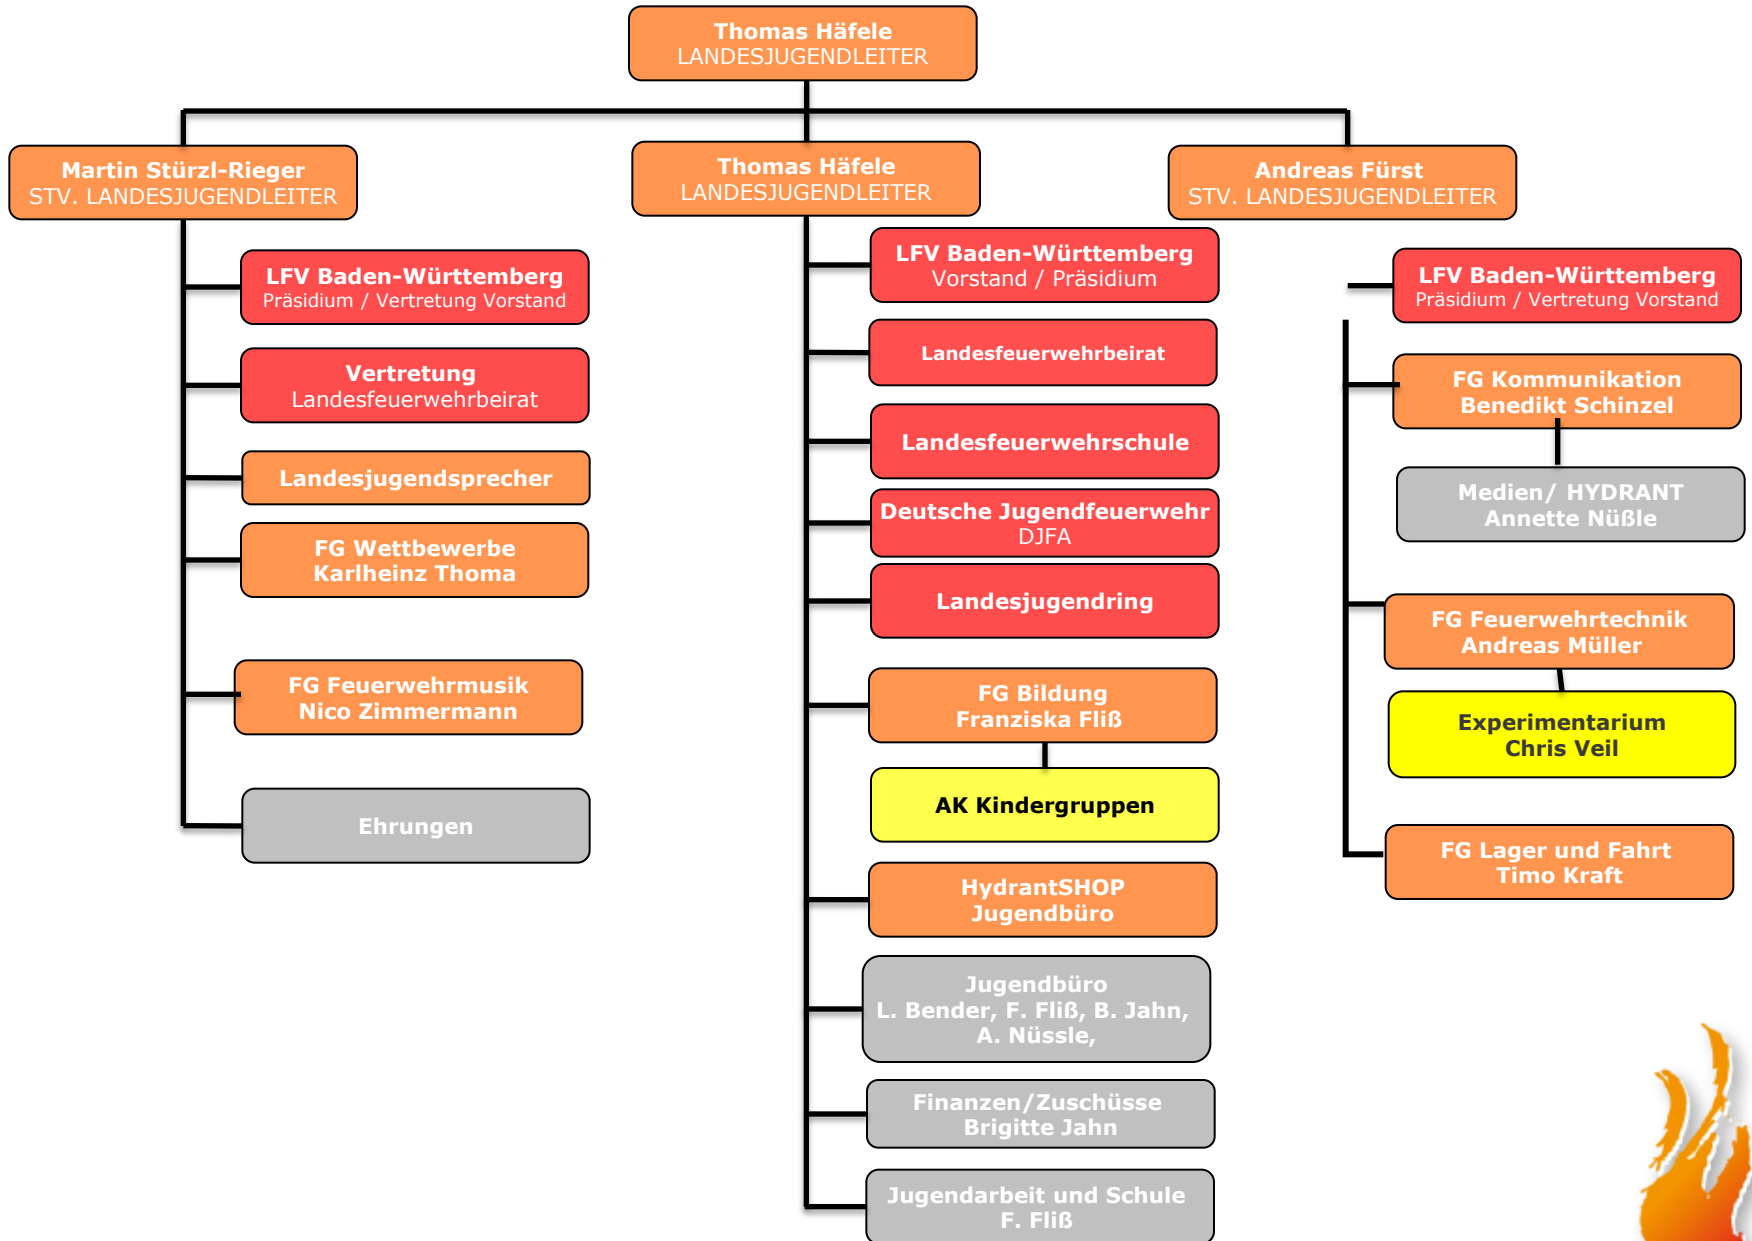 Thomas Häfele
LANDESJUGENDLEITER
Martin Stürzl-Rieger
STV. LANDESJUGENDLEITER
Thomas Häfele
LANDESJUGENDLEITER
Andreas Fürst
STV. LANDESJUGENDLEITER
LFV Baden-Württemberg
Präsidium / Vertretung Vorstand
Vertretung
Landesfeuerwehrbeirat
Landesjugendsprecher
FG Wettbewerbe
Karlheinz Thoma
FG Feuerwehrmusik
Nico Zimmermann
Ehrungen
LFV Baden-Württemberg
Vorstand / Präsidium
Landesfeuerwehrbeirat
Landesfeuerwehrschule
Deutsche Jugendfeuerwehr
DJFA
Landesjugendring
FG Bildung
Franziska Fliß
AK Kindergruppen
HydrantSHOP
Jugendbüro
Jugendbüro
L. Bender, F. Fliß, B. Jahn,
A. Nüssle,
Finanzen/Zuschüsse
Brigitte Jahn
Jugendarbeit und Schule
F. Fliß
LFV Baden-Württemberg
Präsidium / Vertretung Vorstand
FG Kommunikation
Benedikt Schinzel
Medien/ HYDRANT
Annette Nüßle
FG Feuerwehrtechnik
Andreas Müller
Experimentarium
Chris Veil
FG Lager und Fahrt
Timo Kraft